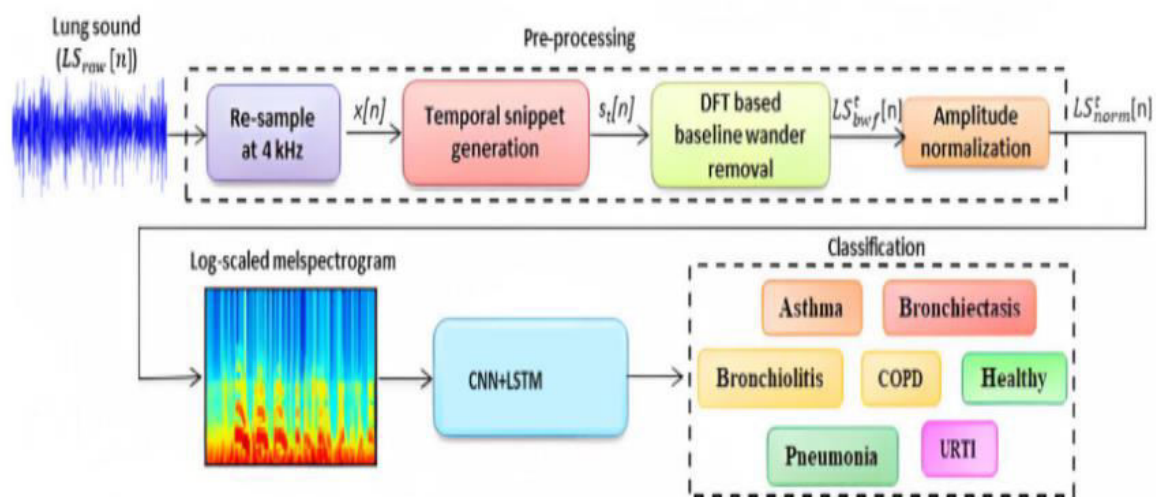 Lung sound
(LS_raw [n])
Pre-processing
Re-sample
at 4 kHz
x[n]
Temporal snippet
generation
s_t[n]
DFT based
baseline wander
removal
LS^t_bwf[n]
Amplitude
normalization
LS^t_norm[n]
Log-scaled melspectrogram
CNN+LSTM
Classification
Asthma
Bronchiectasis
Bronchiolitis
COPD
Healthy
Pneumonia
URTI